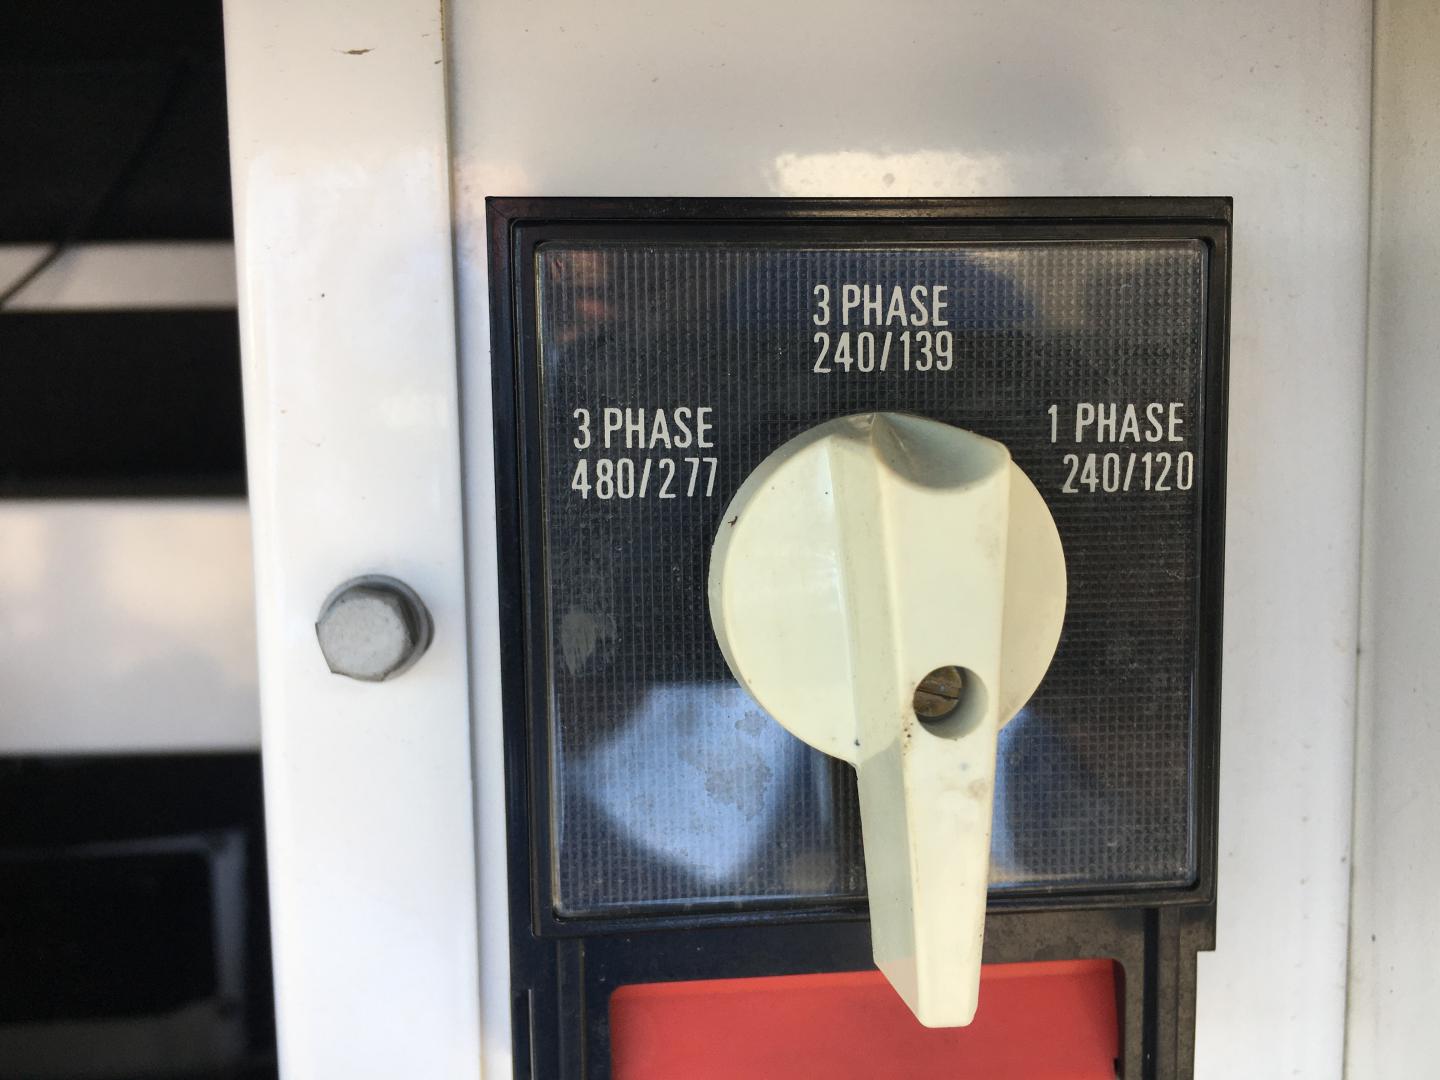 3 PHASE
240/139
3 PHASE
480/277
1 PHASE
240/120